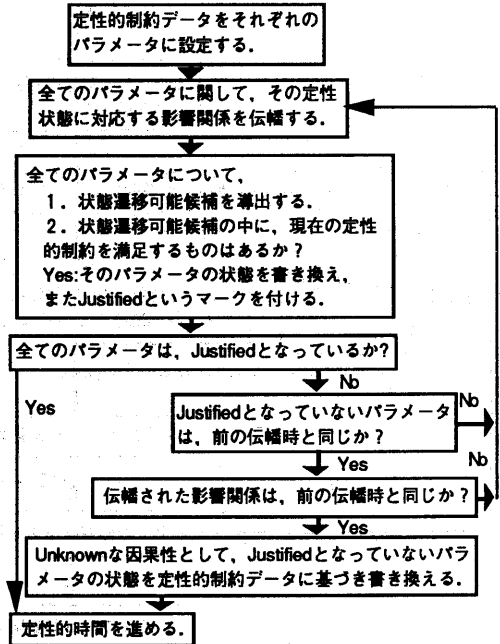 定性的制約データをそれぞれの
パラメータに設定する.
全てのパラメータに関して，その定性
状態に対応する影響関係を伝幡する.
全てのパラメータについて,
1．状態遷移可能候補を導出する.
2．状態遷移可能候補の中に，現在の定性
的制約を満足するものはあるか？
Yes:そのパラメータの状態を書き換え,
またJustifiedというマークを付ける.
全てのパラメータは，Justifiedとなっているか?
No
Yes
Justifiedとなっていないパラメータ
は，前の伝幡時と同じか？
No
Yes
No
伝幡された影響関係は，前の伝幡時と同じか？
Yes
Unknownな因果性として，Justifiedとなっていないパラ
メータの状態を定性的制約データに基づき書き換える.
定性的時間を進める.